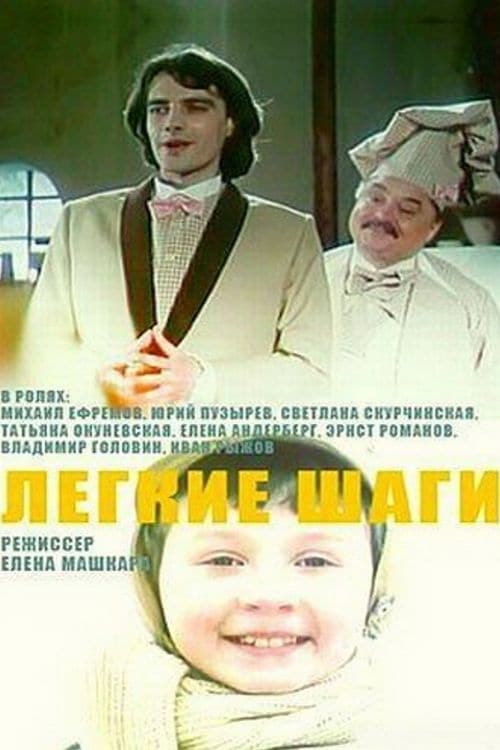 В РОЛЯХ:
МИХАИЛ ЕФРЕМОВ, ЮРИЙ ПУЗЫРЕВ, СВЕТЛАНА СКУРЧИНСКАЯ,
ТАТЬЯНА ОКУНЕВСКАЯ, ЕЛЕНА АНДЕРБЕРГ, ЭРНСТ РОМАНОВ,
ВЛАДИМИР ГОЛОВИН, ИВАН РЫЖОВ
ЛЕГКИЕ ШАГИ
РЕЖИССЕР
ЕЛЕНА МАШКАРА